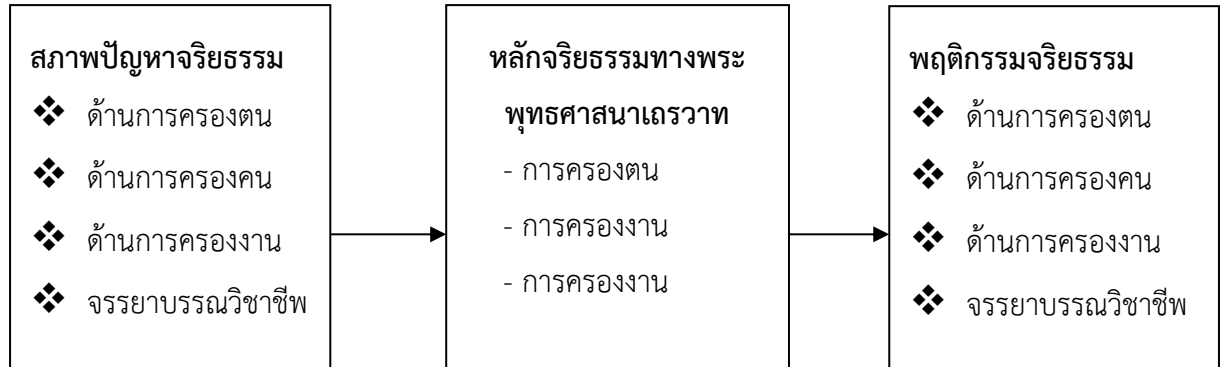 สภาพปัญหาจริยธรรม
❖ ด้านการครองตน
❖ ด้านการครองคน
❖ ด้านการครองงาน
❖ จรรยาบรรณวิชาชีพ
หลักจริยธรรมทางพระ
พุทธศาสนาเถรวาท
- การครองตน
- การครองงาน
- การครองงาน
พฤติกรรมจริยธรรม
❖ ด้านการครองตน
❖ ด้านการครองคน
❖ ด้านการครองงาน
❖ จรรยาบรรณวิชาชีพ